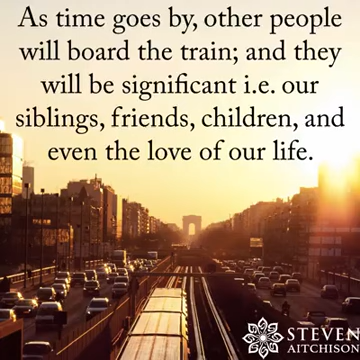 As time goes by, other people
will board the train; and they
will be significant i.e. our
siblings, friends, children, and
even the love of our life.
STEVEN
AITCHISON